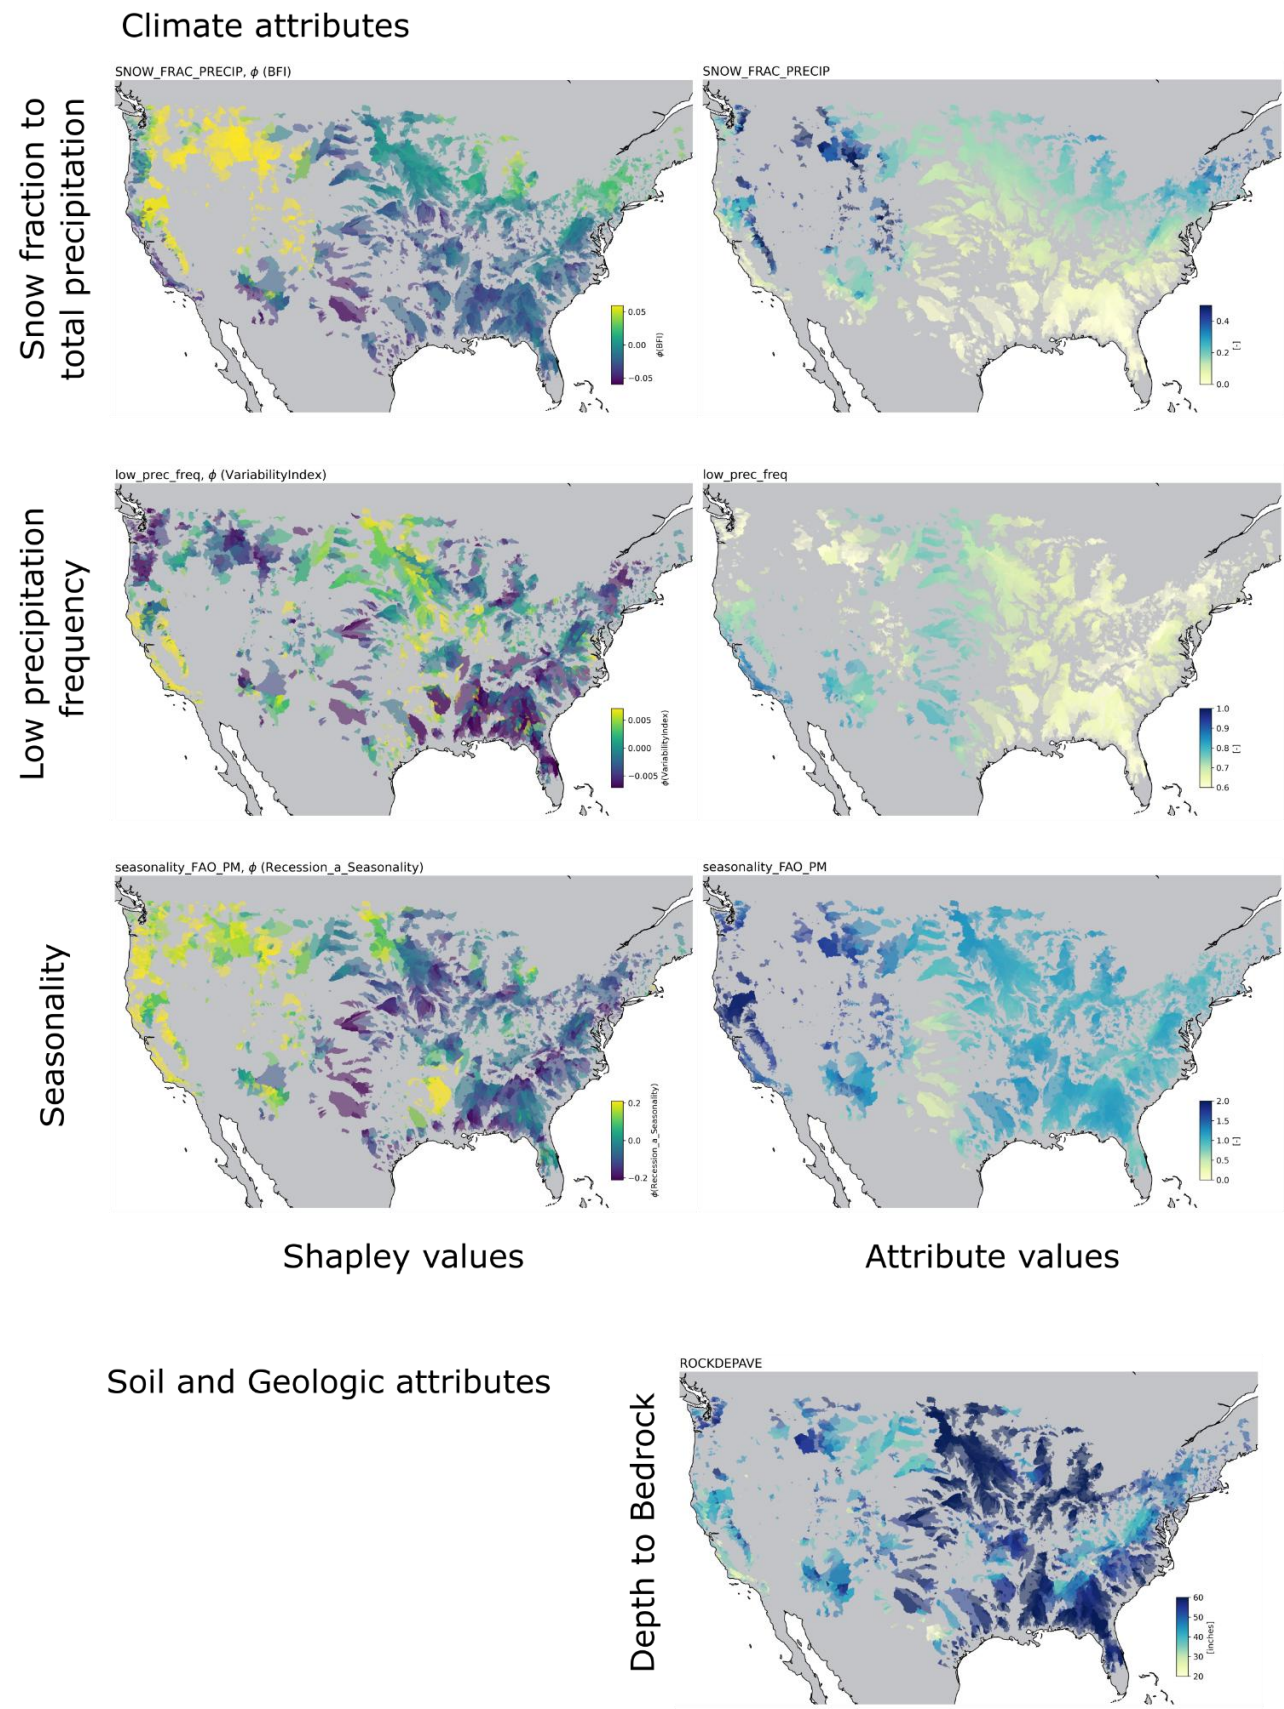 Climate attributes
Snow fraction to
total precipitation
SNOW_FRAC_PRECIP, ϕ (BFI)
0.05
0.00
−0.05
ϕ(BFI)
SNOW_FRAC_PRECIP
0.4
0.2
0.0
[-]
Low precipitation
frequency
low_prec_freq, ϕ (VariabilityIndex)
0.005
0.000
−0.005
ϕ(VariabilityIndex)
low_prec_freq
1.0
0.9
0.8
0.7
0.6
[-]
Seasonality
seasonality_FAO_PM, ϕ (Recession_a_Seasonality)
0.2
0.0
−0.2
ϕ(Recession_a_Seasonality)
seasonality_FAO_PM
2.0
1.5
1.0
0.5
0.0
[-]
Shapley values
Attribute values
Soil and Geologic attributes
Depth to Bedrock
ROCKDEPAVE
60
50
40
30
20
[inches]